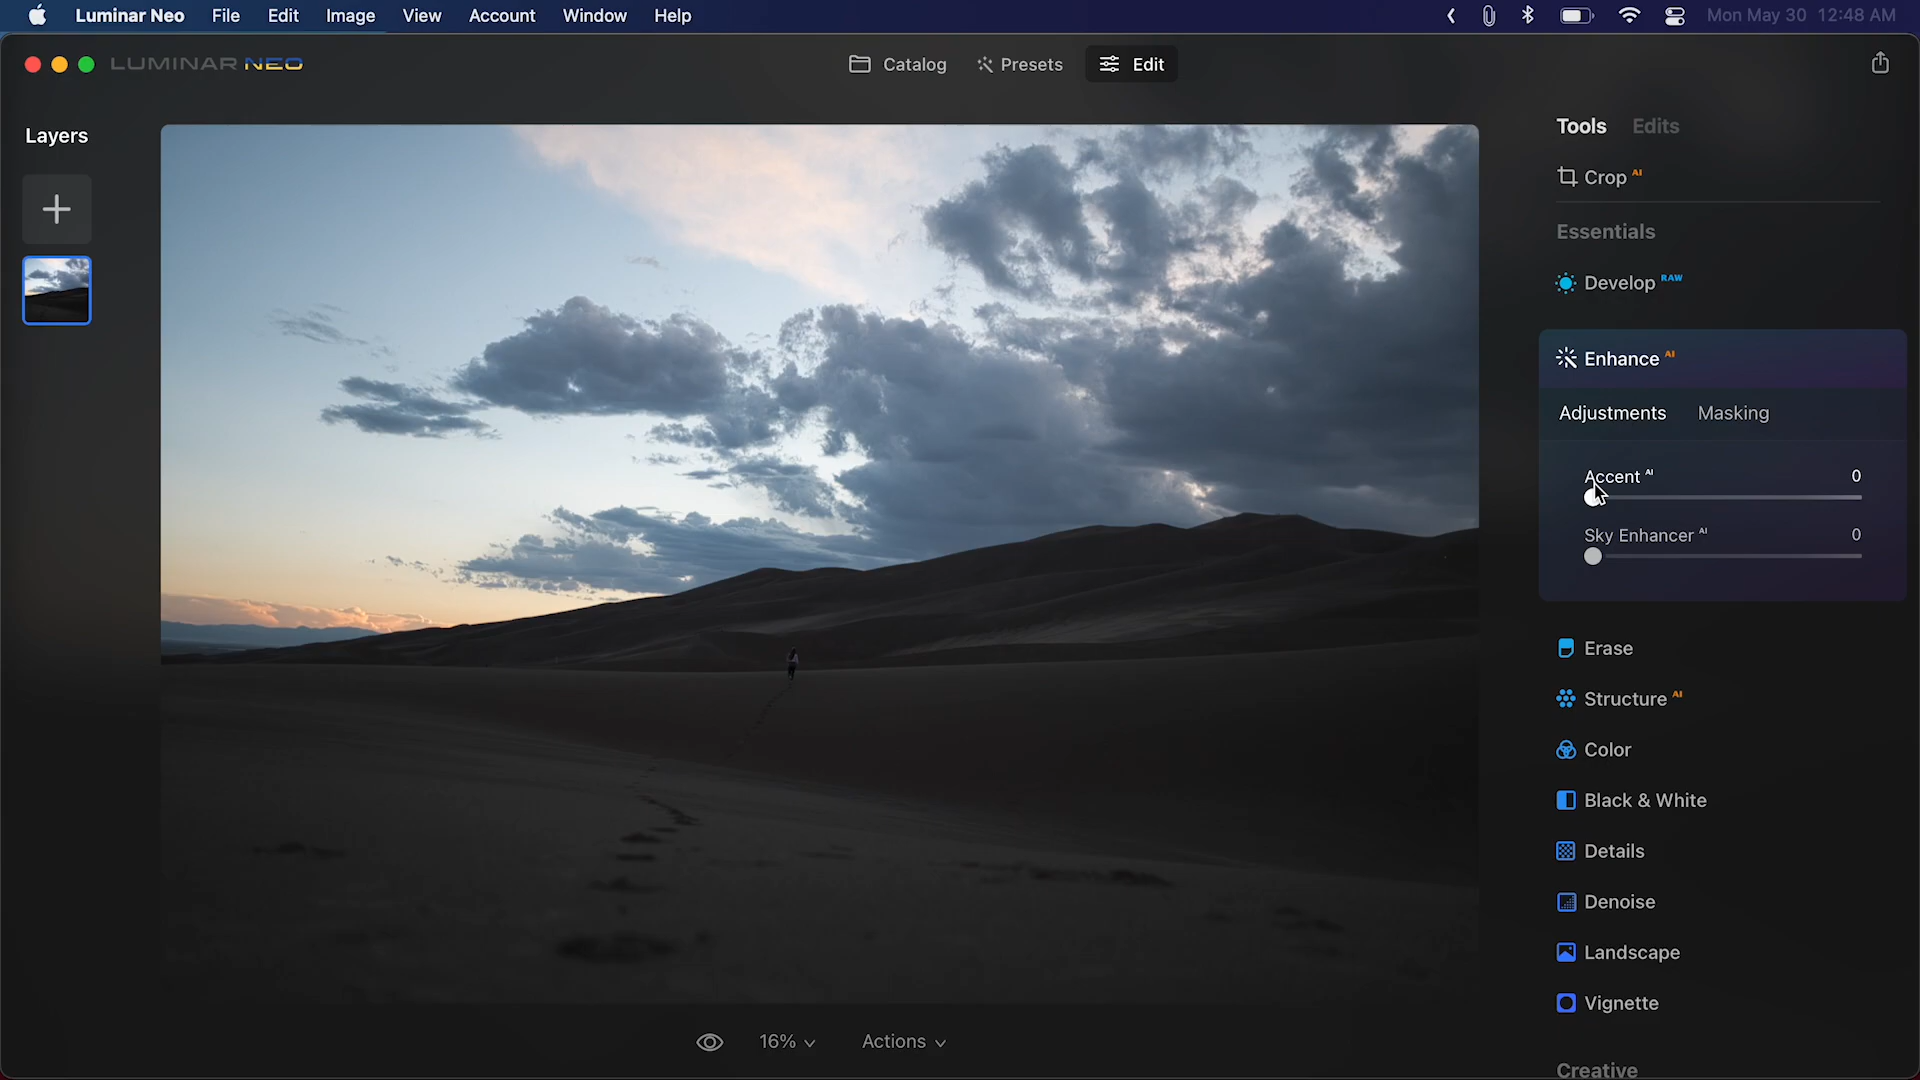 Luminar Neo File Edit Image View Account Window Help Mon May 30 12:48 AM
LUMINAR NEO Catalog Presets Edit
Layers
Tools Edits
Crop AI
Essentials
Develop RAW
Enhance AI
Adjustments Masking
Accent AI 0
Sky Enhancer AI 0
Erase
Structure AI
Color
Black & White
Details
Denoise
Landscape
Vignette
16% Actions
Creative